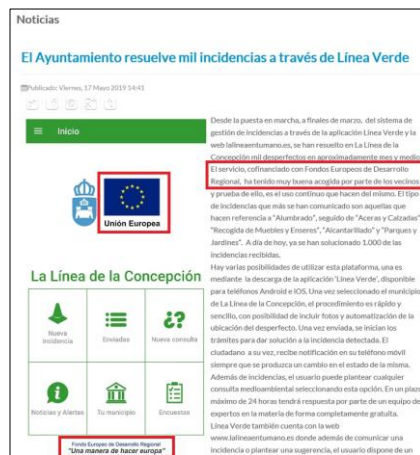 Noticias
El Ayuntamiento resuelve mil incidencias a través de Línea Verde
Publicado: Viernes, 17 Mayo 2019 14:41
Inicio
Unión Europea
La Línea de la Concepción
Nueva incidencia
Enviadas
Nueva consulta
Noticias y Alertas
Tu municipio
Encuestas
Fondo Europeo de Desarrollo Regional
"Una manera de hacer europa"
Desde la puesta en marcha, a finales de marzo, del sistema de
gestión de incidencias a través de la aplicación Línea Verde y la
web lalineaentumano.es, se han resuelto en La Línea de la
Concepción mil desperfectos en aproximadamente mes y medio.
El servicio, cofinanciado con Fondos Europeos de Desarrollo
Regional, ha tenido muy buena acogida por parte de los vecinos
y prueba de ello, es el uso continuo que hacen del mismo. El tipo
de incidencias que más se han comunicado son aquellas que
hacen referencia a "Alumbrado", seguido de "Aceras y Calzadas"
"Recogida de Muebles y Enseres", "Alcantarillado" y "Parques y
Jardines". A día de hoy, ya se han solucionado 1.000 de las
incidencias recibidas.
Hay varias posibilidades de utilizar esta plataforma, una es
mediante la descarga de la aplicación 'Línea Verde', disponible
para teléfonos Android e iOS. Una vez seleccionado el municipio
de La Línea de la Concepción, el procedimiento es rápido y
sencillo, con posibilidad de incluir fotos y automatización de la
ubicación del desperfecto. Una vez enviada, se inician los
trámites para dar solución a la incidencia detectada. El
ciudadano a su vez, recibe notificación en su teléfono móvil
siempre que se produzca un cambio en el estado de la misma.
Además de incidencias, el usuario puede plantear cualquier
consulta medioambiental seleccionando esta opción. En un plazo
máximo de 24 horas tendrá respuesta por parte de un equipo de
expertos en la materia de forma completamente gratuita.
Línea Verde también cuenta con la web
www.lalineaentumano.es donde además de comunicar una
incidencia o plantear una sugerencia, el usuario dispone de un